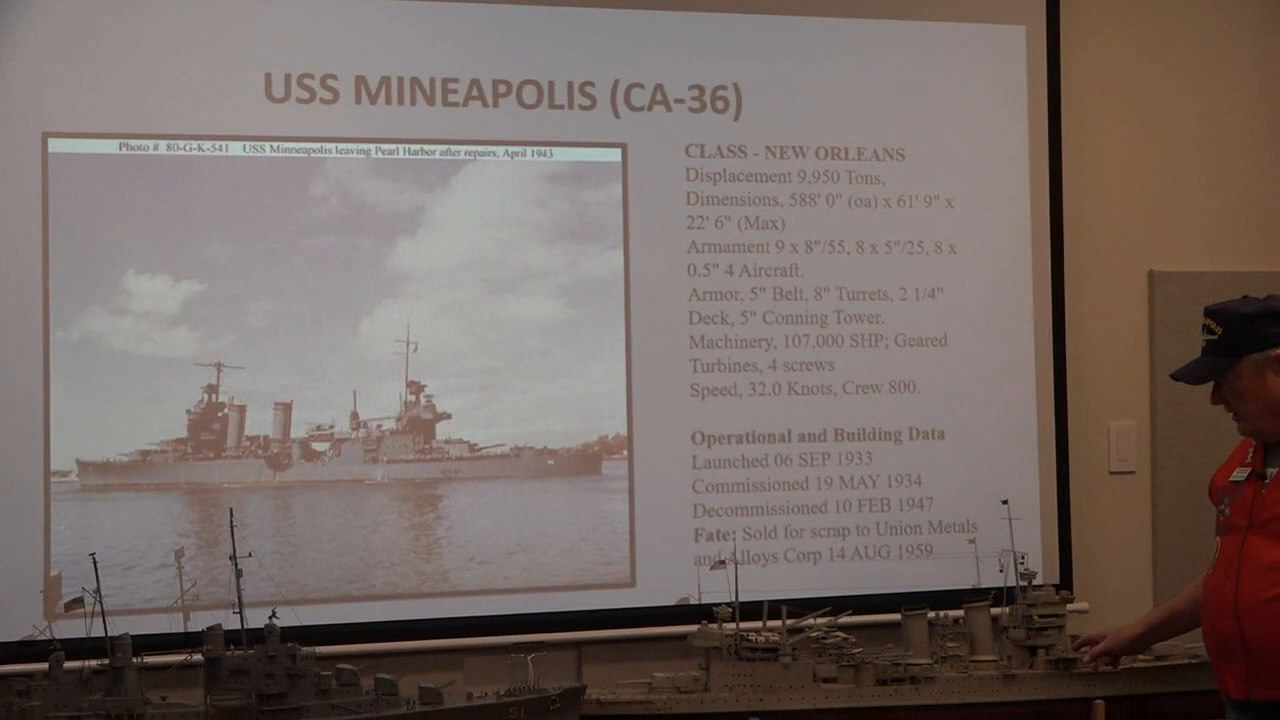 USS MINEAPOLIS (CA-36)
Photo # 80-G-K-541 USS Minneapolis leaving Pearl Harbor after repairs, April 1943
CLASS - NEW ORLEANS
Displacement 9,950 Tons,
Dimensions, 588' 0" (oa) x 61' 9" x
22' 6" (Max)
Armament 9 x 8"/55, 8 x 5"/25, 8 x
0.5" 4 Aircraft.
Armor, 5" Belt, 8" Turrets, 2 1/4"
Deck, 5" Conning Tower.
Machinery, 107,000 SHP; Geared
Turbines, 4 screws
Speed, 32.0 Knots, Crew 800.
Operational and Building Data
Launched 06 SEP 1933
Commissioned 19 MAY 1934
Decommissioned 10 FEB 1947
Fate: Sold for scrap to Union Metals
and Alloys Corp 14 AUG 1959
51